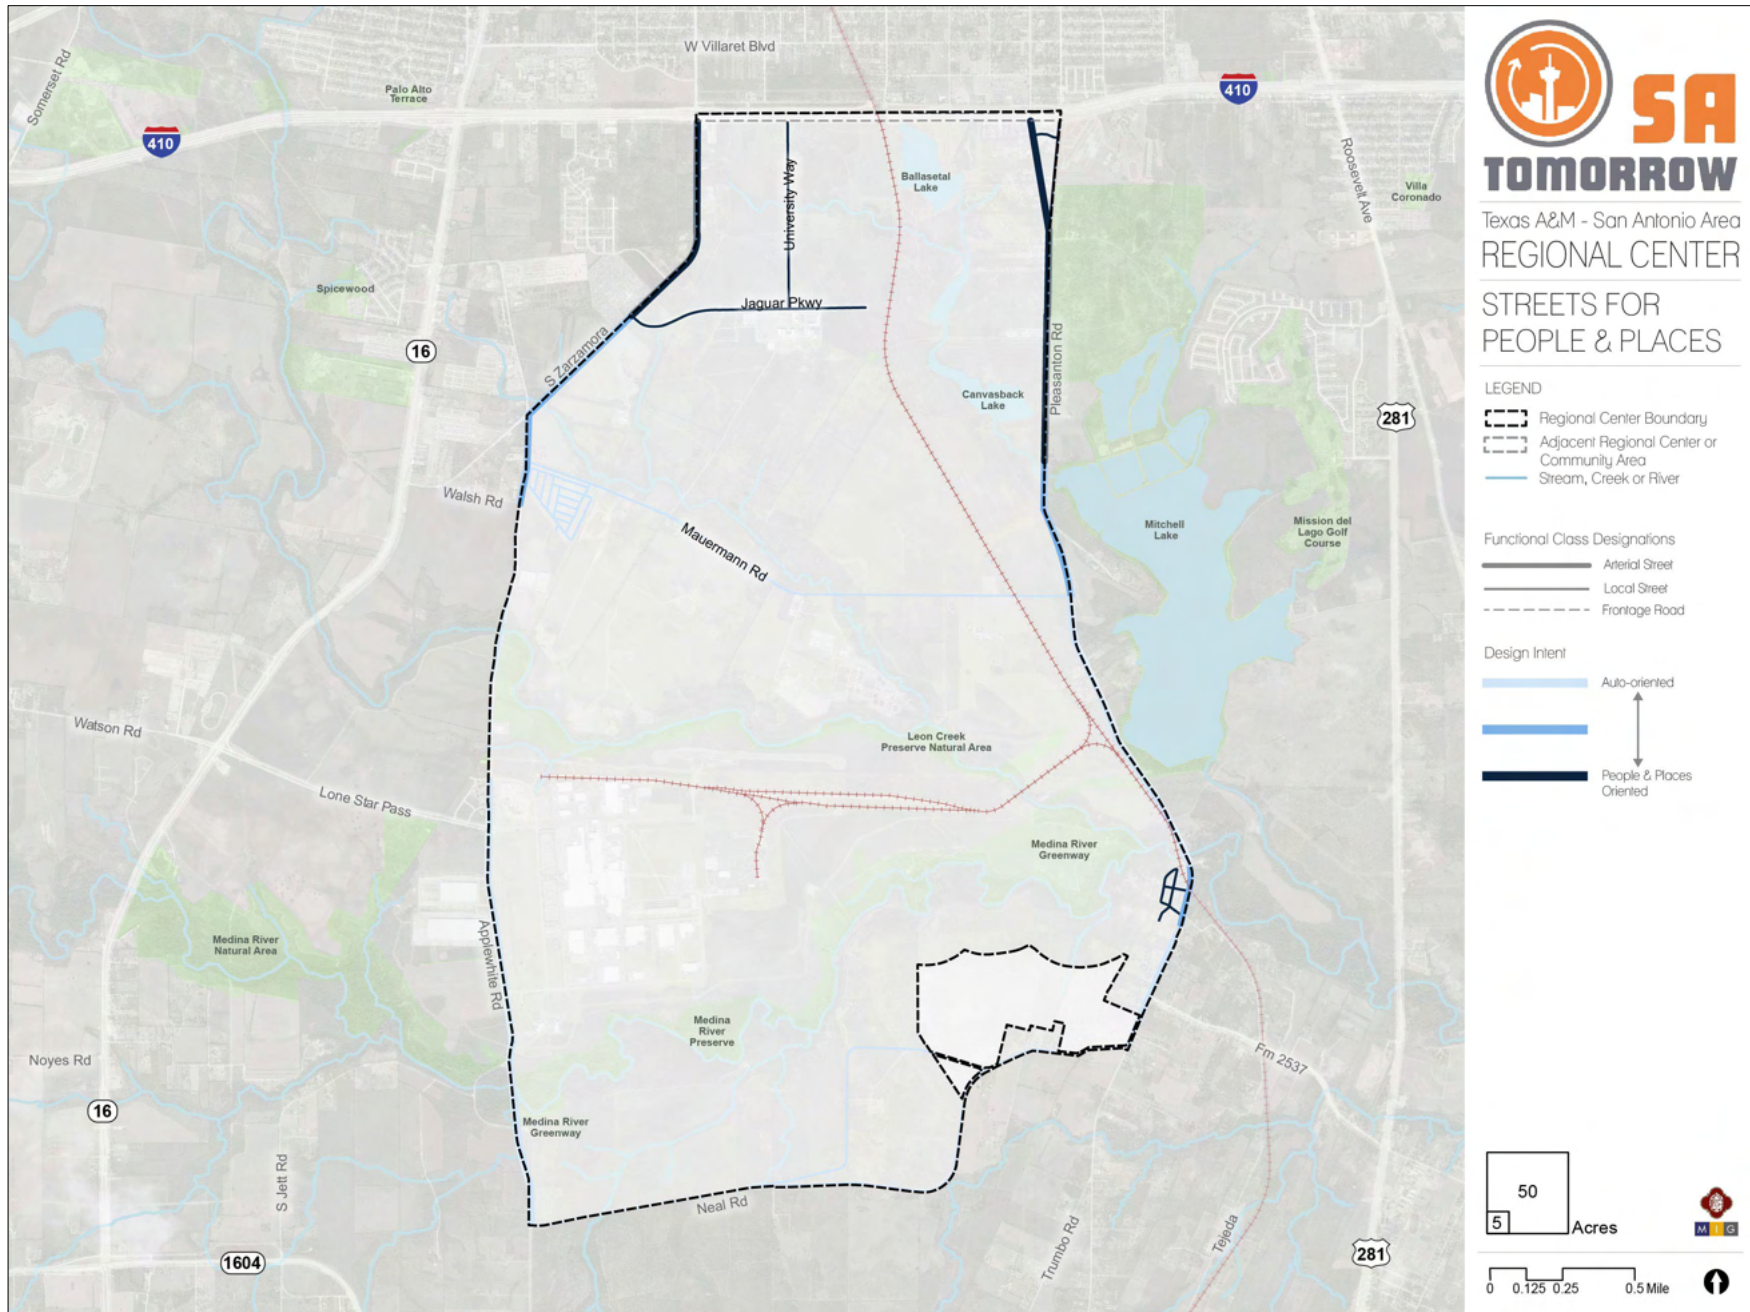 W Villaret Blvd
Somerset Rd
Palo Alto
Terrace
410
410
Roosevelt Ave
Villa
Coronado
University Way
Ballasetal
Lake
Spicewood
Jaguar Pkwy
S Zarzamora
16
Pleasanton Rd
Canvasback
Lake
281
Walsh Rd
Mauermann Rd
Mitchell
Lake
Mission del
Lago Golf
Course
Watson Rd
Leon Creek
Preserve Natural Area
Lone Star Pass
Medina River
Greenway
Medina River
Natural Area
Applewhite Rd
Medina
River
Preserve
Noyes Rd
Fm 2537
16
Medina River
Greenway
S Jett Rd
Neal Rd
Trumbo Rd
Tejeda
1604
281
SA
TOMORROW
Texas A&M - San Antonio Area
REGIONAL CENTER
STREETS FOR
PEOPLE & PLACES
LEGEND
Regional Center Boundary
Adjacent Regional Center or
Community Area
Stream, Creek or River
Functional Class Designations
Arterial Street
Local Street
Frontage Road
Design Intent
Auto-oriented
People & Places
Oriented
50
5
Acres
M I G
0 0.125 0.25 0.5 Mile